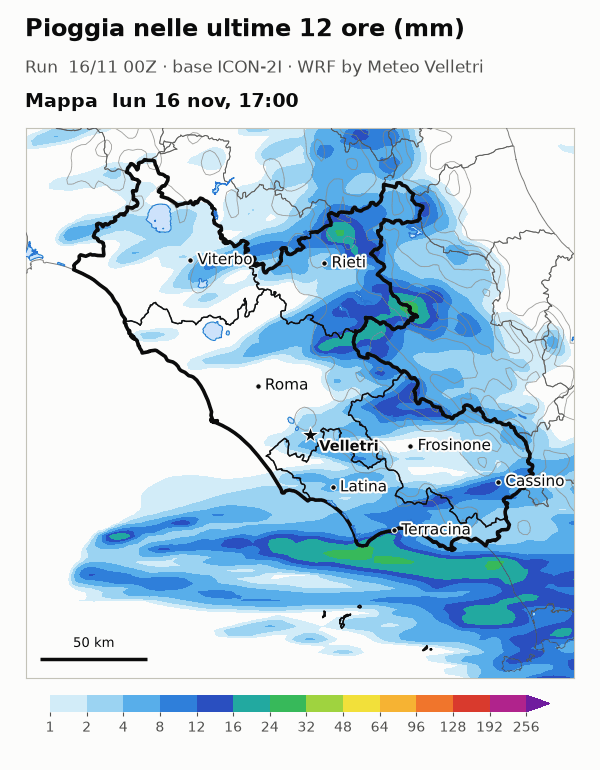 Pioggia nelle ultime 12 ore (mm)
Run  16/11 00Z · base ICON-2I · WRF by Meteo Velletri
Mappa  lun 16 nov, 17:00
Viterbo
Rieti
Roma
Velletri
Frosinone
Latina
Cassino
Terracina
50 km
1 2 4 8 12 16 24 32 48 64 96 128 192 256